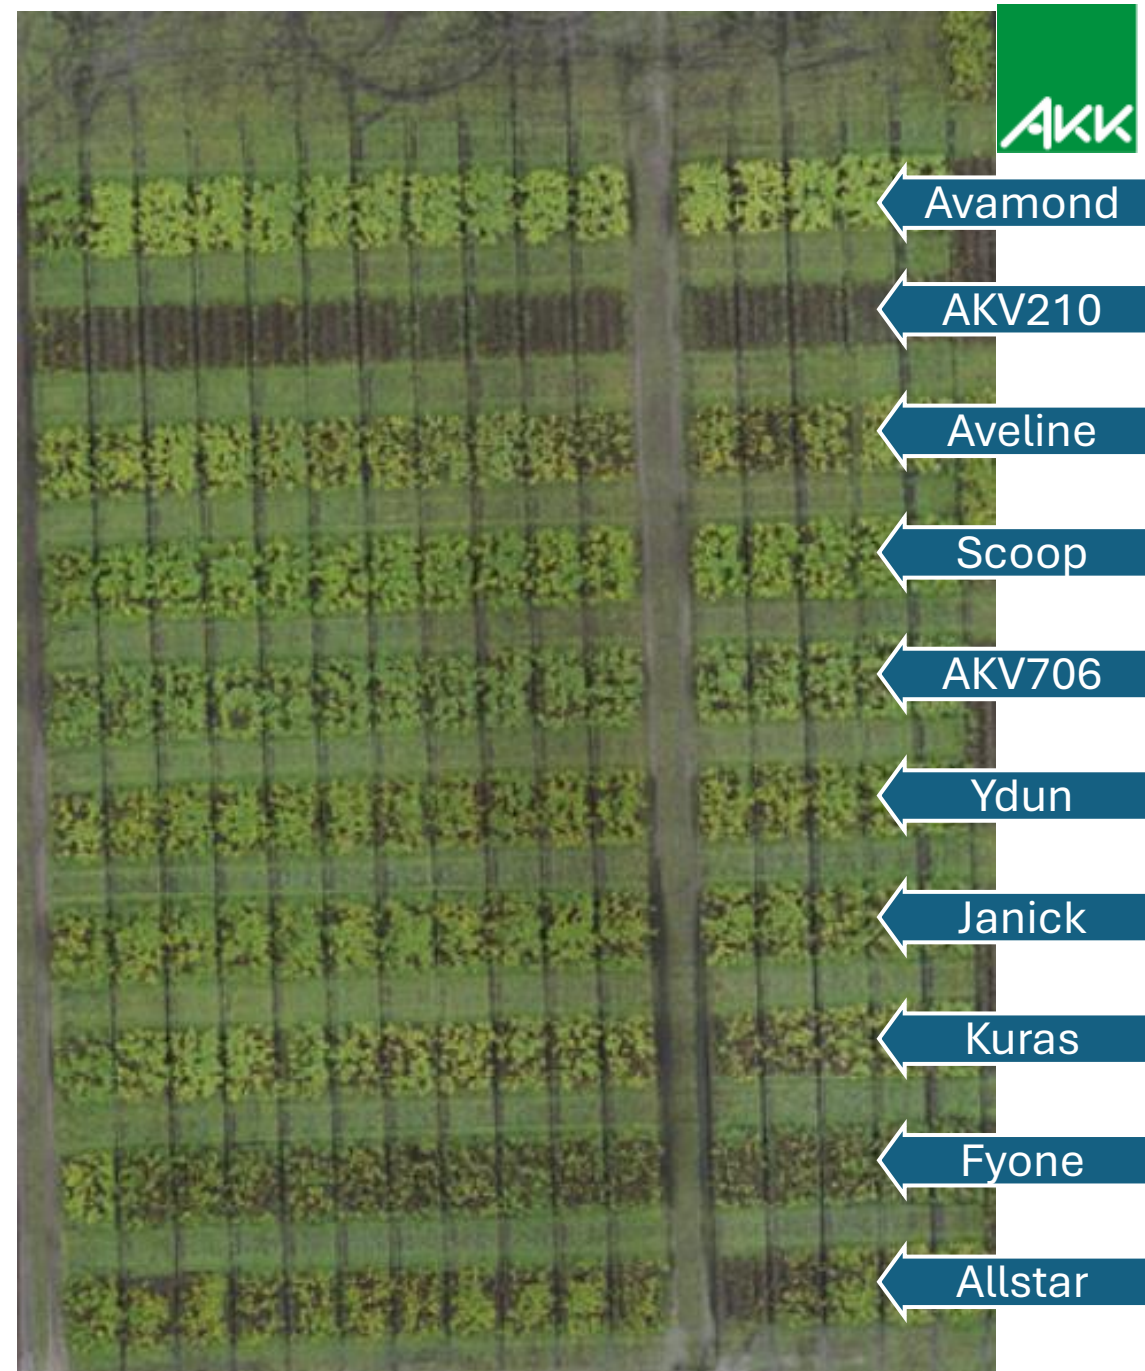 AKK
Avamond
AKV210
Aveline
Scoop
AKV706
Ydun
Janick
Kuras
Fyone
Allstar